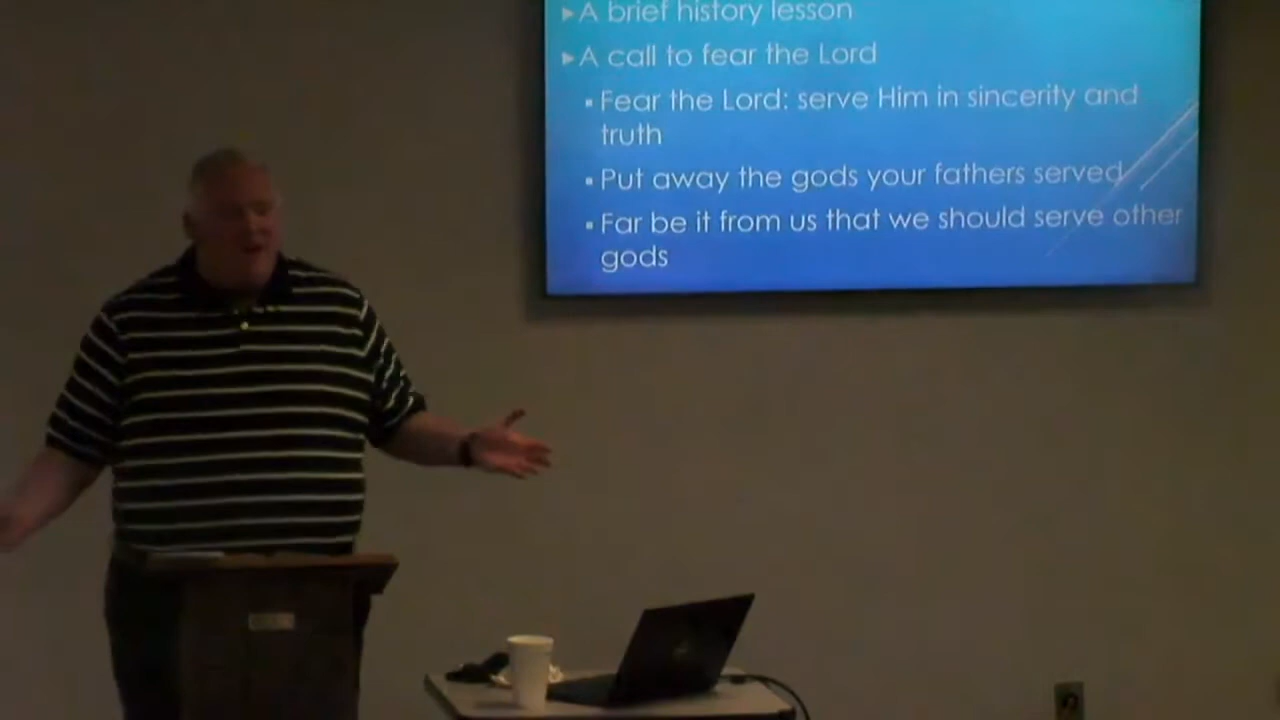 ▸A brief history lesson
▸A call to fear the Lord
▪Fear the Lord: serve Him in sincerity and
truth
▪Put away the gods your fathers served
▪Far be it from us that we should serve other
gods